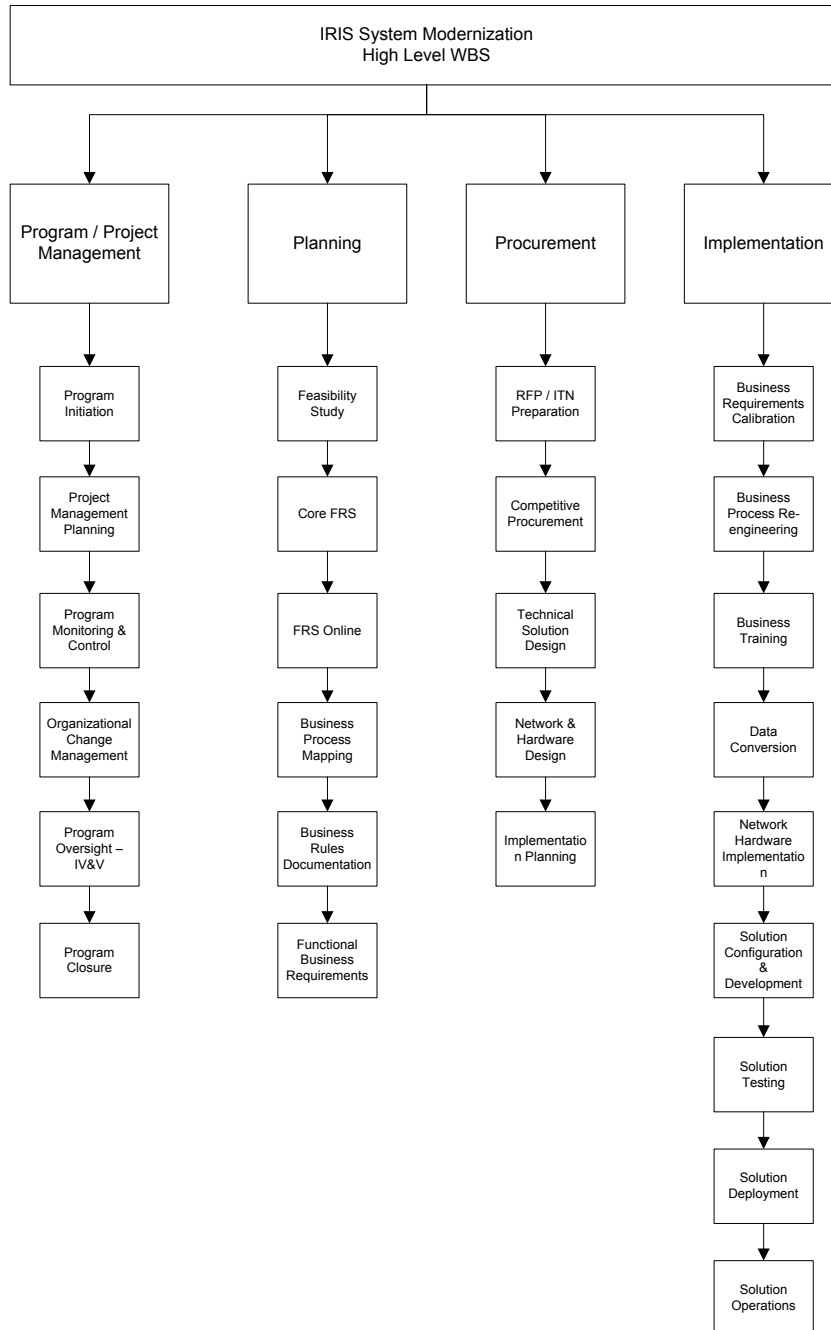 IRIS System Modernization
High Level WBS
Program / Project
Management
Planning
Procurement
Implementation
Program
Initiation
Project
Management
Planning
Program
Monitoring &
Control
Organizational
Change
Management
Program
Oversight –
IV&V
Program
Closure
Feasibility
Study
Core FRS
FRS Online
Business
Process
Mapping
Business
Rules
Documentation
Functional
Business
Requirements
RFP / ITN
Preparation
Competitive
Procurement
Technical
Solution
Design
Network &
Hardware
Design
Implementatio
n Planning
Business
Requirements
Calibration
Business
Process Re-
engineering
Business
Training
Data
Conversion
Network
Hardware
Implementatio
n
Solution
Configuration
&
Development
Solution
Testing
Solution
Deployment
Solution
Operations